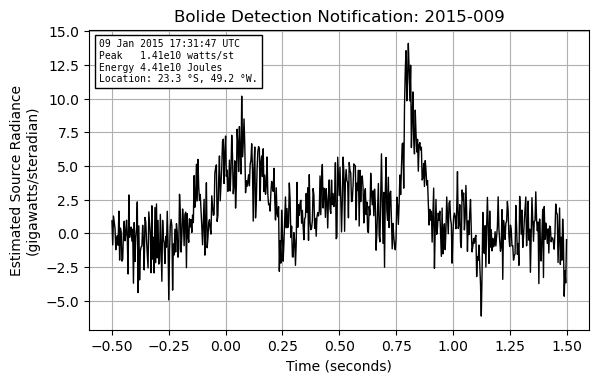 Bolide Detection Notification: 2015-009
09 Jan 2015 17:31:47 UTC
Peak   1.41e10 watts/st
Energy 4.41e10 Joules
Location: 23.3 °S, 49.2 °W.
Estimated Source Radiance
(gigawatts/steradian)
15.0
12.5
10.0
7.5
5.0
2.5
0.0
−2.5
−5.0
−0.50 −0.25 0.00 0.25 0.50 0.75 1.00 1.25 1.50
Time (seconds)